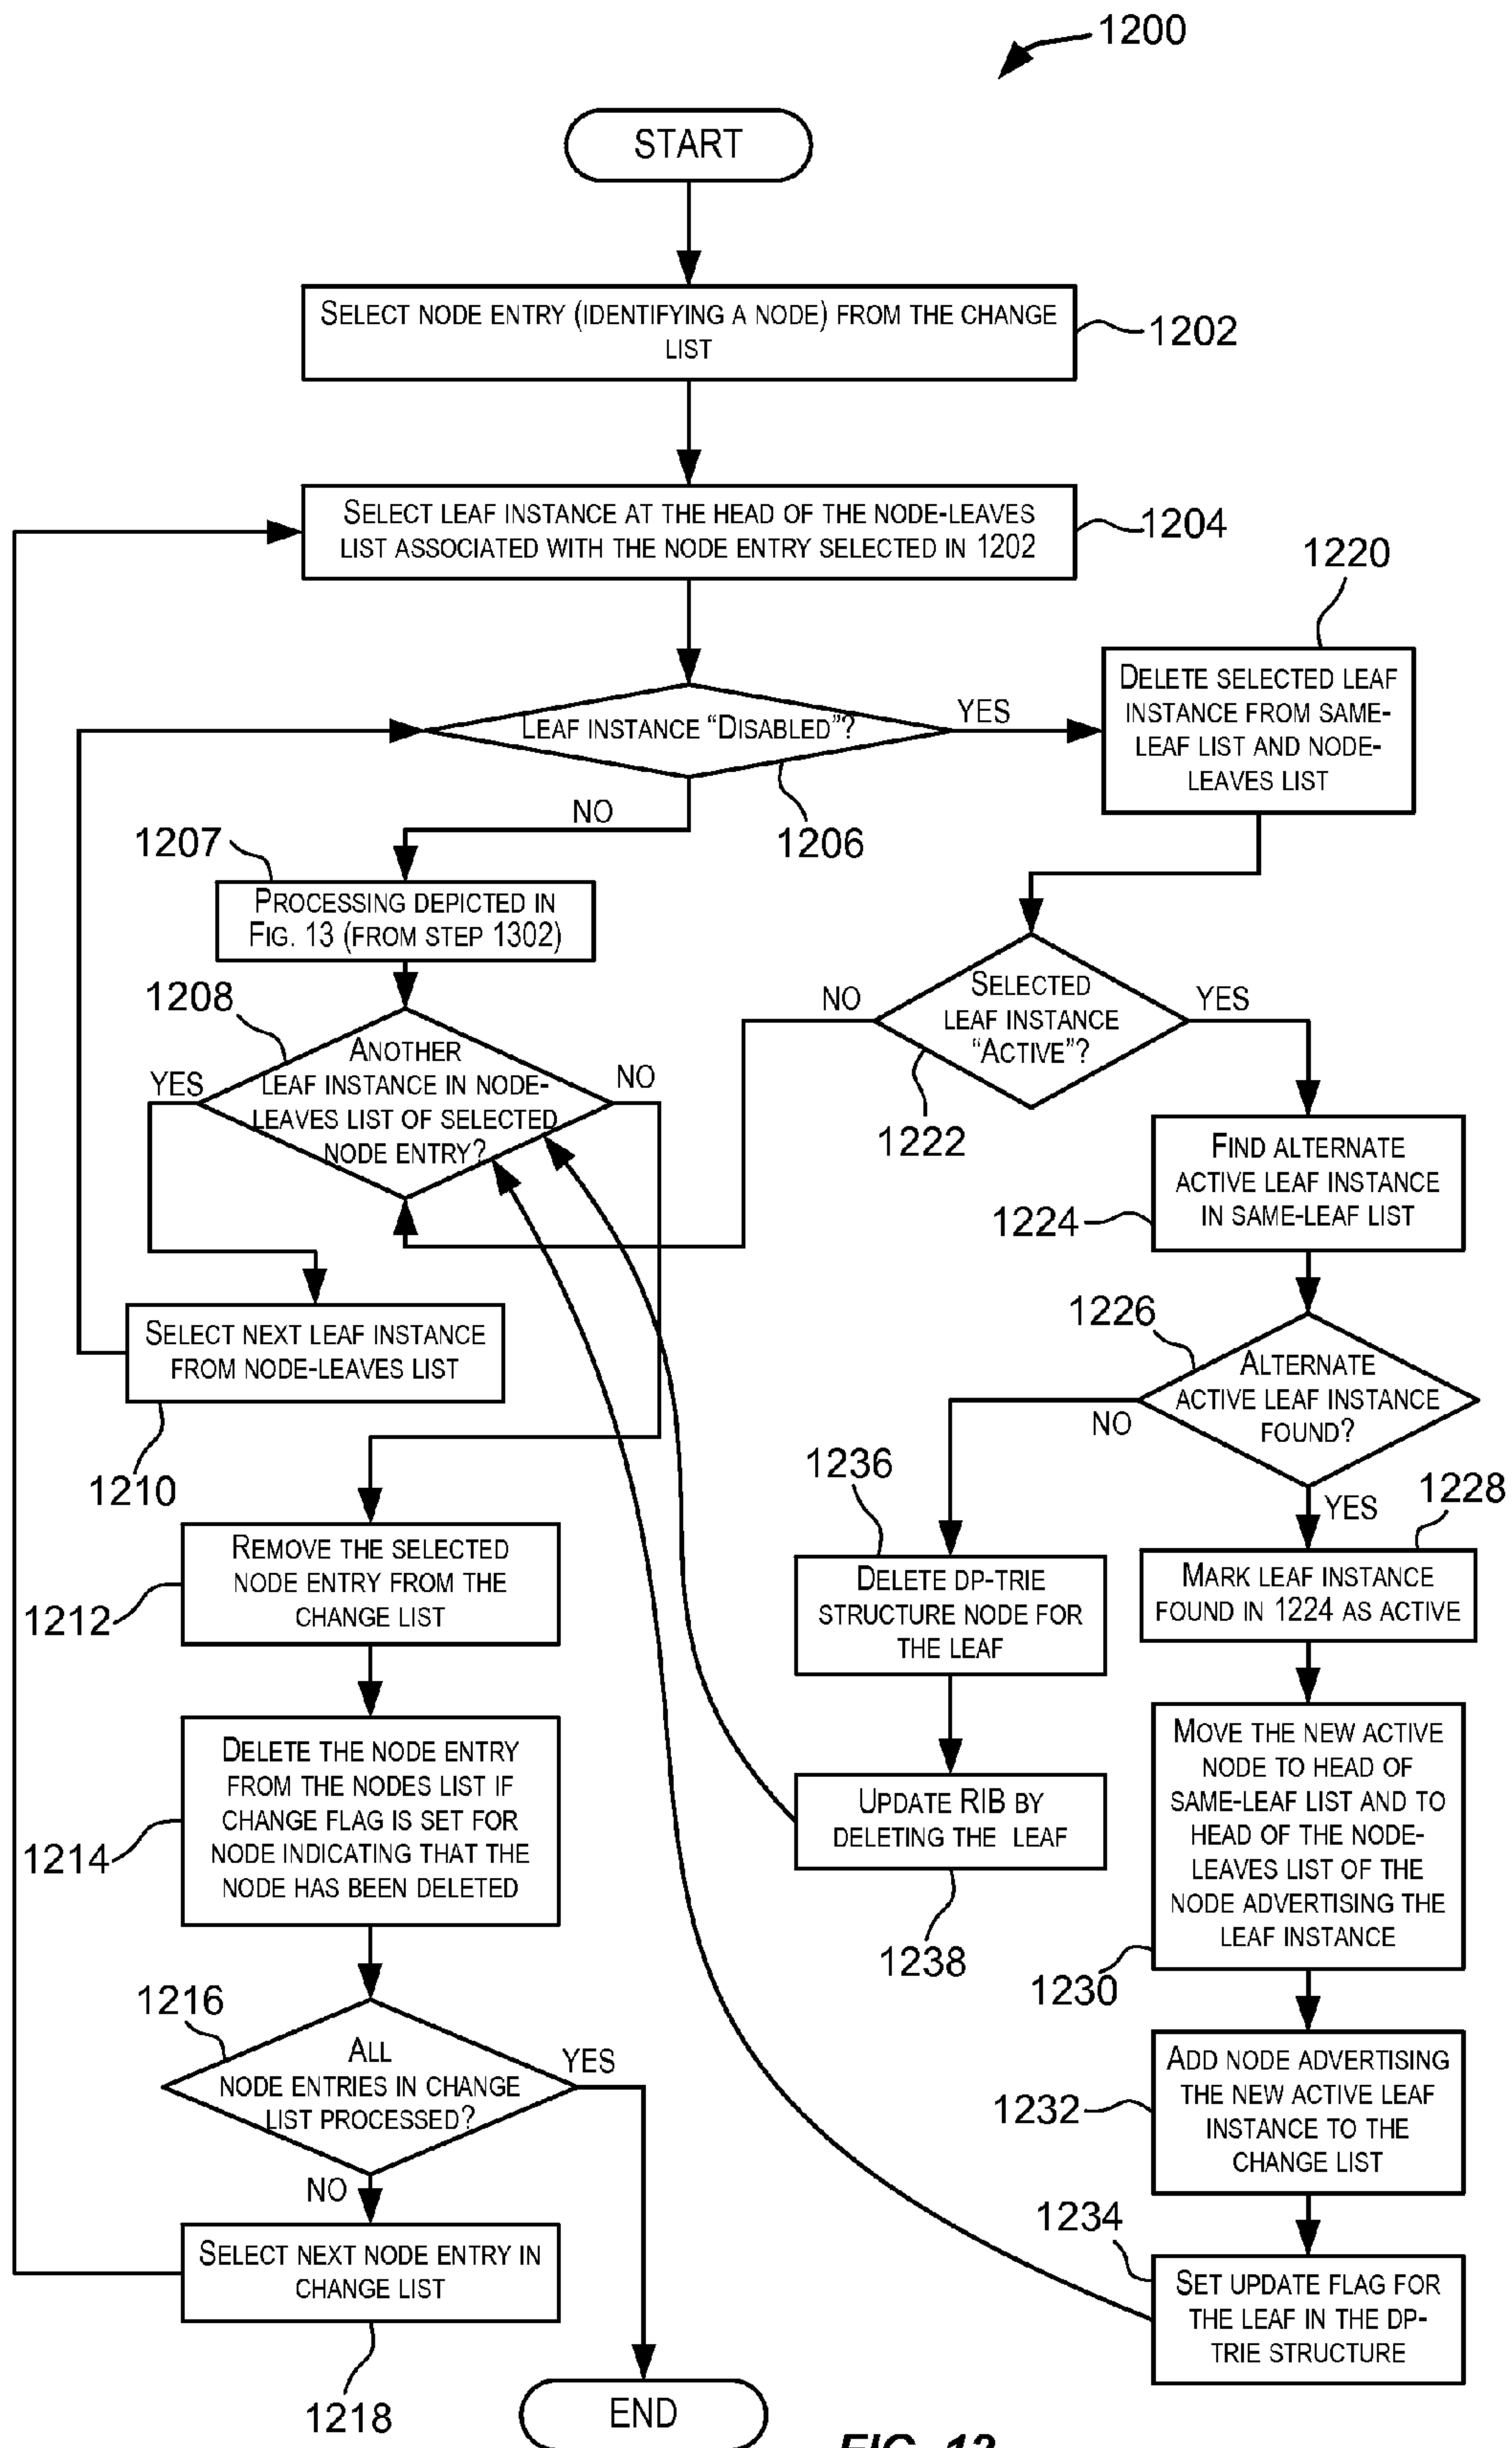 1200
START
SELECT NODE ENTRY (IDENTIFYING A NODE) FROM THE CHANGE
LIST
1202
SELECT LEAF INSTANCE AT THE HEAD OF THE NODE-LEAVES
LIST ASSOCIATED WITH THE NODE ENTRY SELECTED IN 1202
1204
1220
DELETE SELECTED LEAF
INSTANCE FROM SAME-
LEAF LIST AND NODE-
LEAVES LIST
LEAF INSTANCE “DISABLED”?
YES
NO
1206
1207
PROCESSING DEPICTED IN
FIG. 13 (FROM STEP 1302)
1208
ANOTHER
LEAF INSTANCE IN NODE-
LEAVES LIST OF SELECTED
NODE ENTRY?
YES
NO
SELECTED
LEAF INSTANCE
“ACTIVE”?
NO
YES
1222
FIND ALTERNATE
ACTIVE LEAF INSTANCE
IN SAME-LEAF LIST
1224
SELECT NEXT LEAF INSTANCE
FROM NODE-LEAVES LIST
1210
1226
ALTERNATE
ACTIVE LEAF INSTANCE
FOUND?
NO
YES
1236
1228
REMOVE THE SELECTED
NODE ENTRY FROM THE
CHANGE LIST
1212
DELETE DP-TRIE
STRUCTURE NODE FOR
THE LEAF
MARK LEAF INSTANCE
FOUND IN 1224 AS ACTIVE
DELETE THE NODE ENTRY
FROM THE NODES LIST IF
CHANGE FLAG IS SET FOR
NODE INDICATING THAT THE
NODE HAS BEEN DELETED
1214
UPDATE RIB BY
DELETING THE LEAF
1238
MOVE THE NEW ACTIVE
NODE TO HEAD OF
SAME-LEAF LIST AND TO
HEAD OF THE NODE-
LEAVES LIST OF THE
NODE ADVERTISING THE
LEAF INSTANCE
1230
1216
ALL
NODE ENTRIES IN CHANGE
LIST PROCESSED?
YES
NO
ADD NODE ADVERTISING
THE NEW ACTIVE LEAF
INSTANCE TO THE
CHANGE LIST
1232
1234
SELECT NEXT NODE ENTRY IN
CHANGE LIST
1218
SET UPDATE FLAG FOR
THE LEAF IN THE DP-
TRIE STRUCTURE
END
FIG. 12